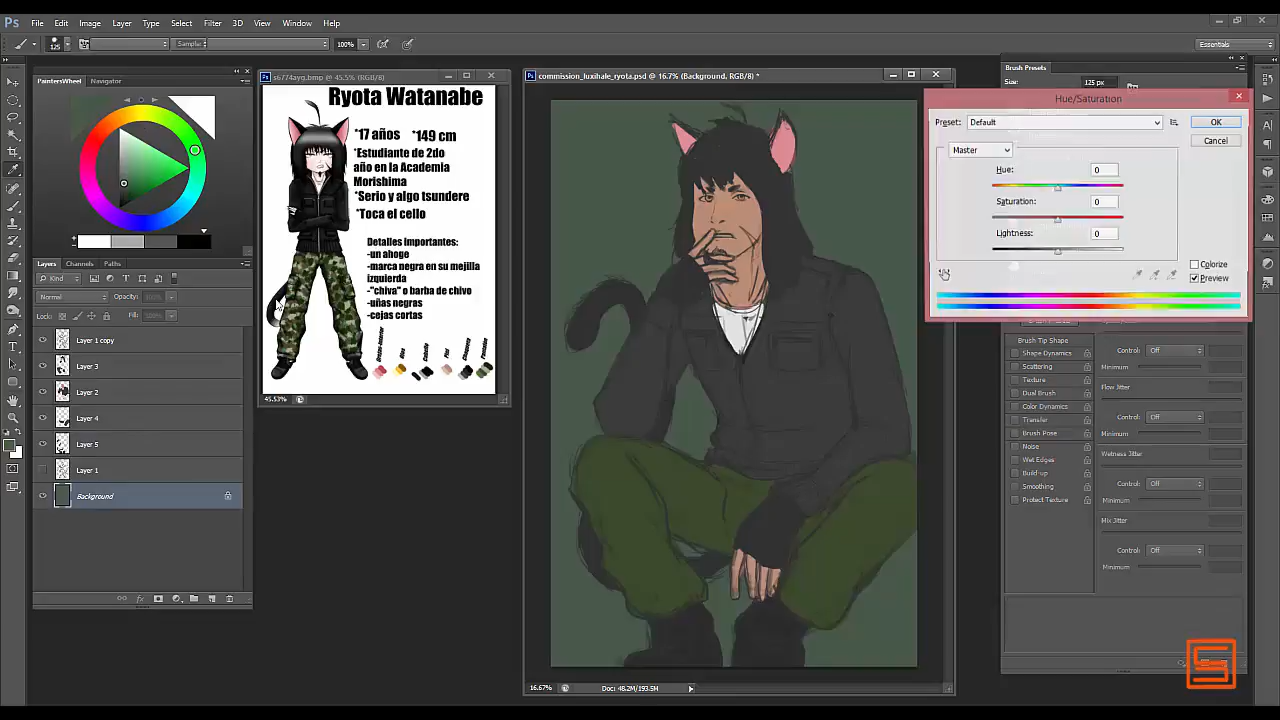 Ps File Edit Image Layer Type Select Filter 3D View Window Help
125 Sample: 100% Essentials
PaintersWheel Navigator
s6774ayg.bmp @ 45.5% (RGB/8)
Ryota Watanabe
*17 años *149 cm
*Estudiante de 2do
año en la Academia
Morishima
*Serio y algo tsundere
*Toca el cello
Detalles importantes:
-un ahoge
-marca negra en su mejilla
izquierda
-"chiva" o barba de chivo
-uñas negras
-cejas cortas
45.53%
commission_luxihale_ryota.psd @ 16.7% (Background, RGB/8) *
16.67% Doc: 48.2M/193.5M
Layers Channels Paths
Kind
Normal Opacity:
Lock: Fill:
Layer 1 copy
Layer 3
Layer 2
Layer 4
Layer 5
Layer 1
Background
fx
Brush Presets
Size: 125 px
Hue/Saturation
Preset: Default OK
Cancel
Master
Hue: 0
Saturation: 0
Lightness: 0
Colorize
Preview
Brush Tip Shape
Shape Dynamics
Scattering
Texture
Dual Brush
Color Dynamics
Transfer
Brush Pose
Noise
Wet Edges
Build-up
Smoothing
Protect Texture
Control: Off
Minimum
Flow Jitter
Control: Off
Minimum
Wetness Jitter
Control: Off
Minimum
Mix Jitter
Control: Off
Minimum